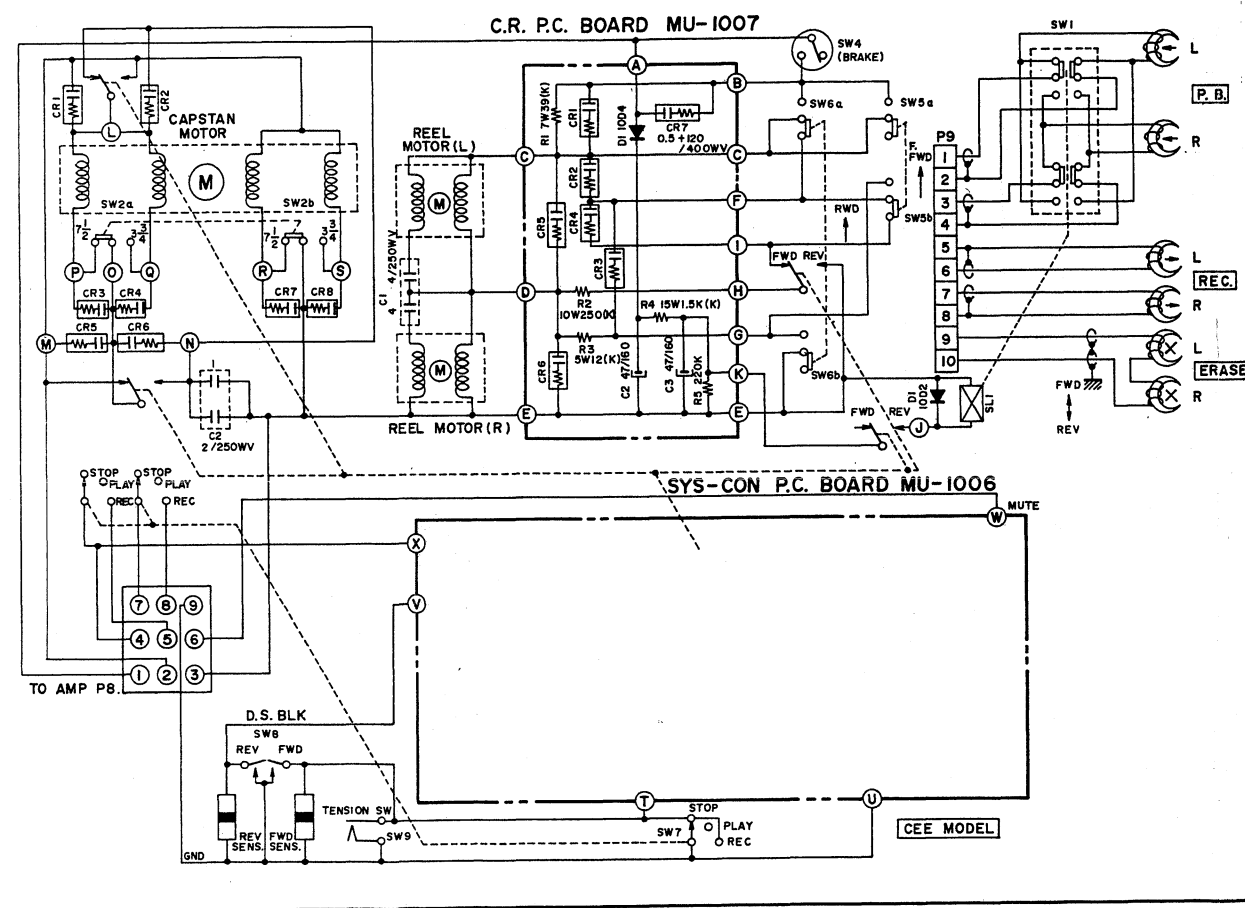 C.R. P.C. BOARD MU-1007
SW1
SW4
(BRAKE)
L
A
B
CR1
CR2
L
CAPSTAN
MOTOR
REEL
MOTOR(L)
R1 7W39(K)
CR1
D1 10D4
CR7
0.5+120
/400WV
SW6a
SW5a
P.B.
P9
R
F.
FWD
M
C
C
1
2
CR2
3
SW2a
SW2b
M
CR5
CR4
F
RWD
SW5b
4
7 1/2
3 3/4
7 1/2
3 3/4
4/250WV
I
5
L
P
O
Q
R
S
CR3
FWD REV
6
REC.
CR3
CR4
CR7
CR8
C1
4
D
R2
10W250(K)
R4 15W1.5K(K)
H
7
R
8
CR5
CR6
M
N
R3
5W12(K)
G
9
L
M
CR6
C2 47/160
C3 47/160
R5 220K
K
SW6b
10
ERASE
1
FWD
REV
D1
10D2
SL1
R
C2
2/250WV
E
E
REEL MOTOR(R)
FWD
REV
J
STOP
PLAY
STOP
PLAY
REC
REC
SYS-CON P.C. BOARD MU-1006
W
MUTE
X
V
7
8
9
4
5
6
1
2
3
TO AMP P8.
D.S. BLK
SW8
REV
FWD
TENSION SW
SW9
REV
SENS.
FWD
SENS.
GND
T
U
STOP
SW7
PLAY
REC
CEE MODEL